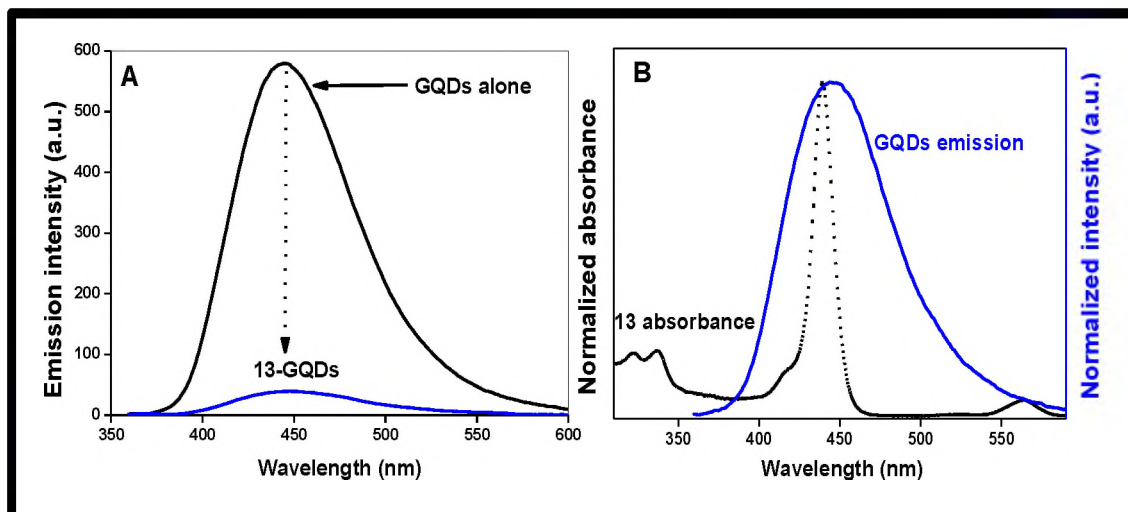 A
GQDs alone
13-GQDs
Emission intensity (a.u.)
600
500
400
300
200
100
0
350 400 450 500 550 600
Wavelength (nm)
B
GQDs emission
13 absorbance
Normalized absorbance
Normalized intensity (a.u.)
350 400 450 500 550
Wavelength (nm)